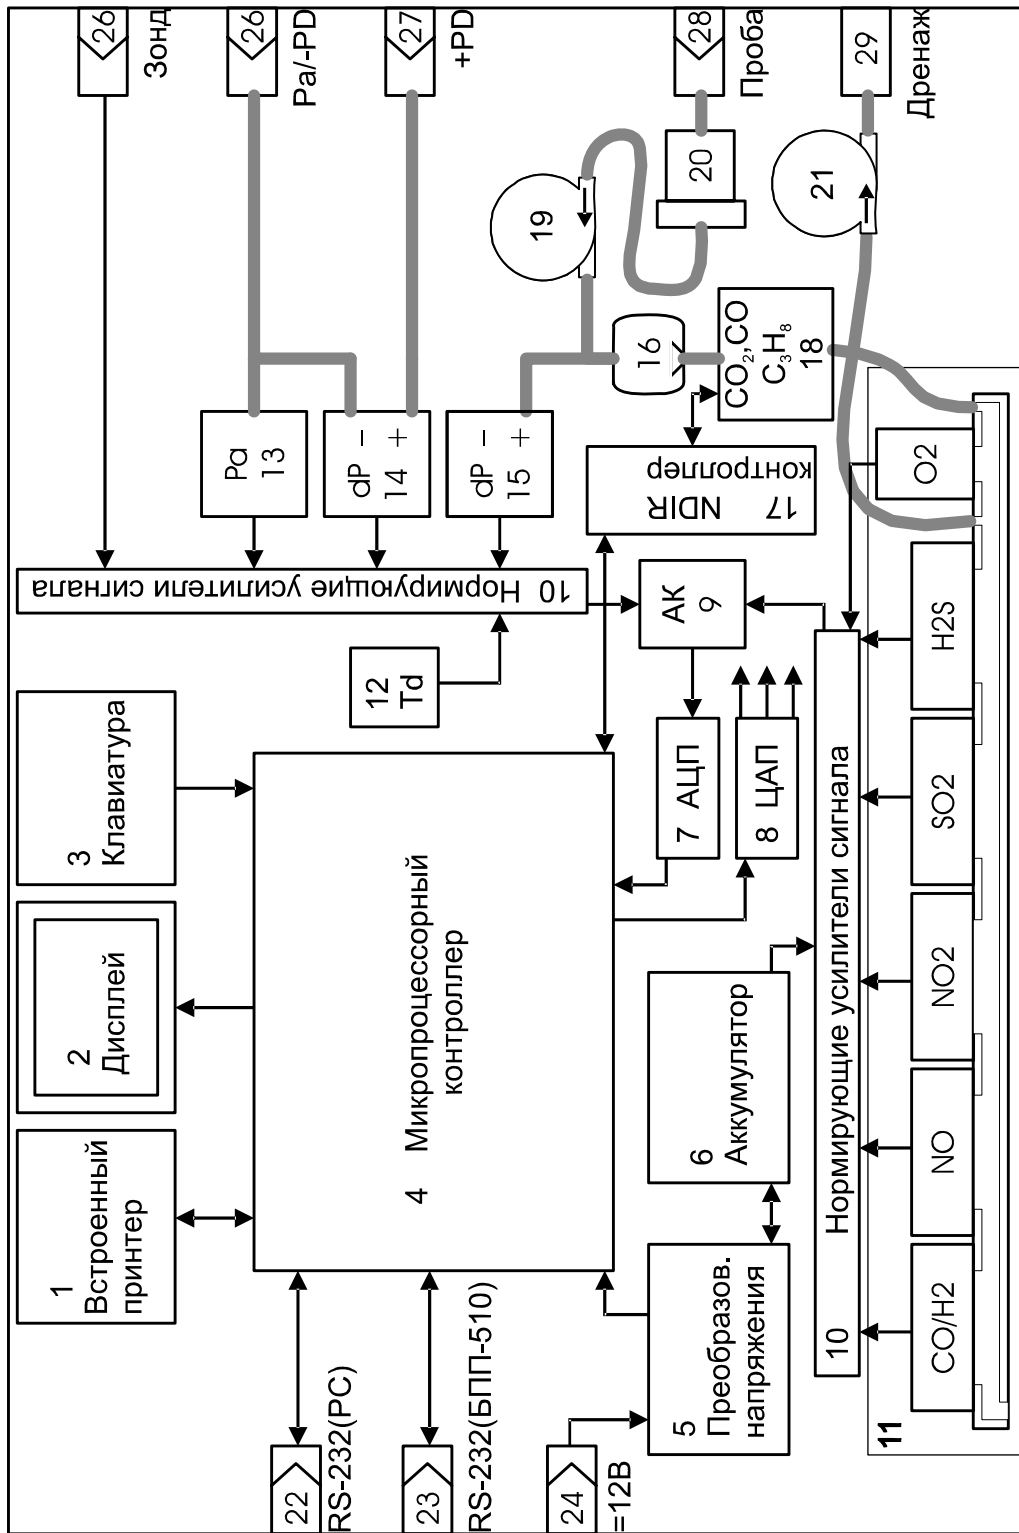 1
Встроенный
принтер
2
Дисплей
3
Клавиатура
26
Зонд
26
Pa/-PD
27
+PD
28
Проба
29
Дренаж
22
RS-232(PC)
23
RS-232(БПП-510)
24
=12В
4 Микропроцессорный
контроллер
12
Td
10 Нормирующие усилители сигнала
Pa
13
dP −
14 +
dP −
15 +
16
19
20
21
CO₂,CO
C₃H₈
18
17 NDIR
контроллер
АК
9
7 АЦП
8 ЦАП
5
Преобразов.
напряжения
6
Аккумулятор
10 Нормирующие усилители сигнала
11
CO/H2
NO
NO2
SO2
H2S
O2